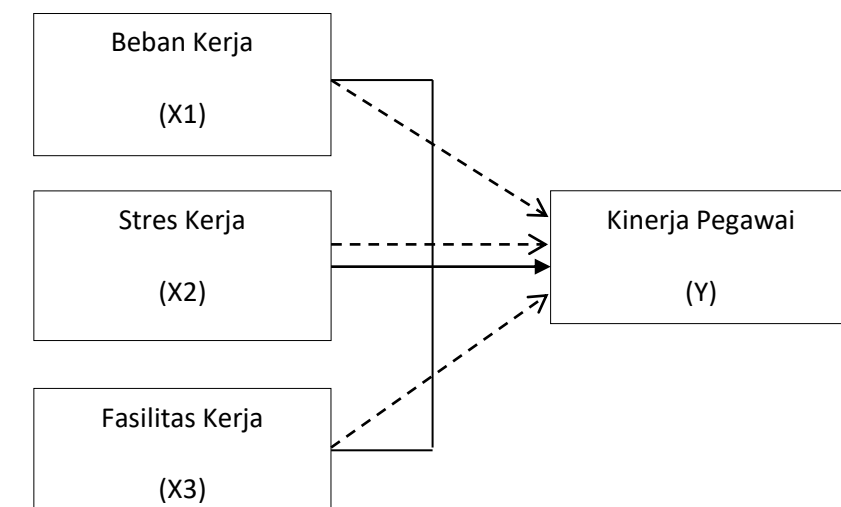 Beban Kerja
(X1)
Stres Kerja
(X2)
Fasilitas Kerja
(X3)
Kinerja Pegawai
(Y)